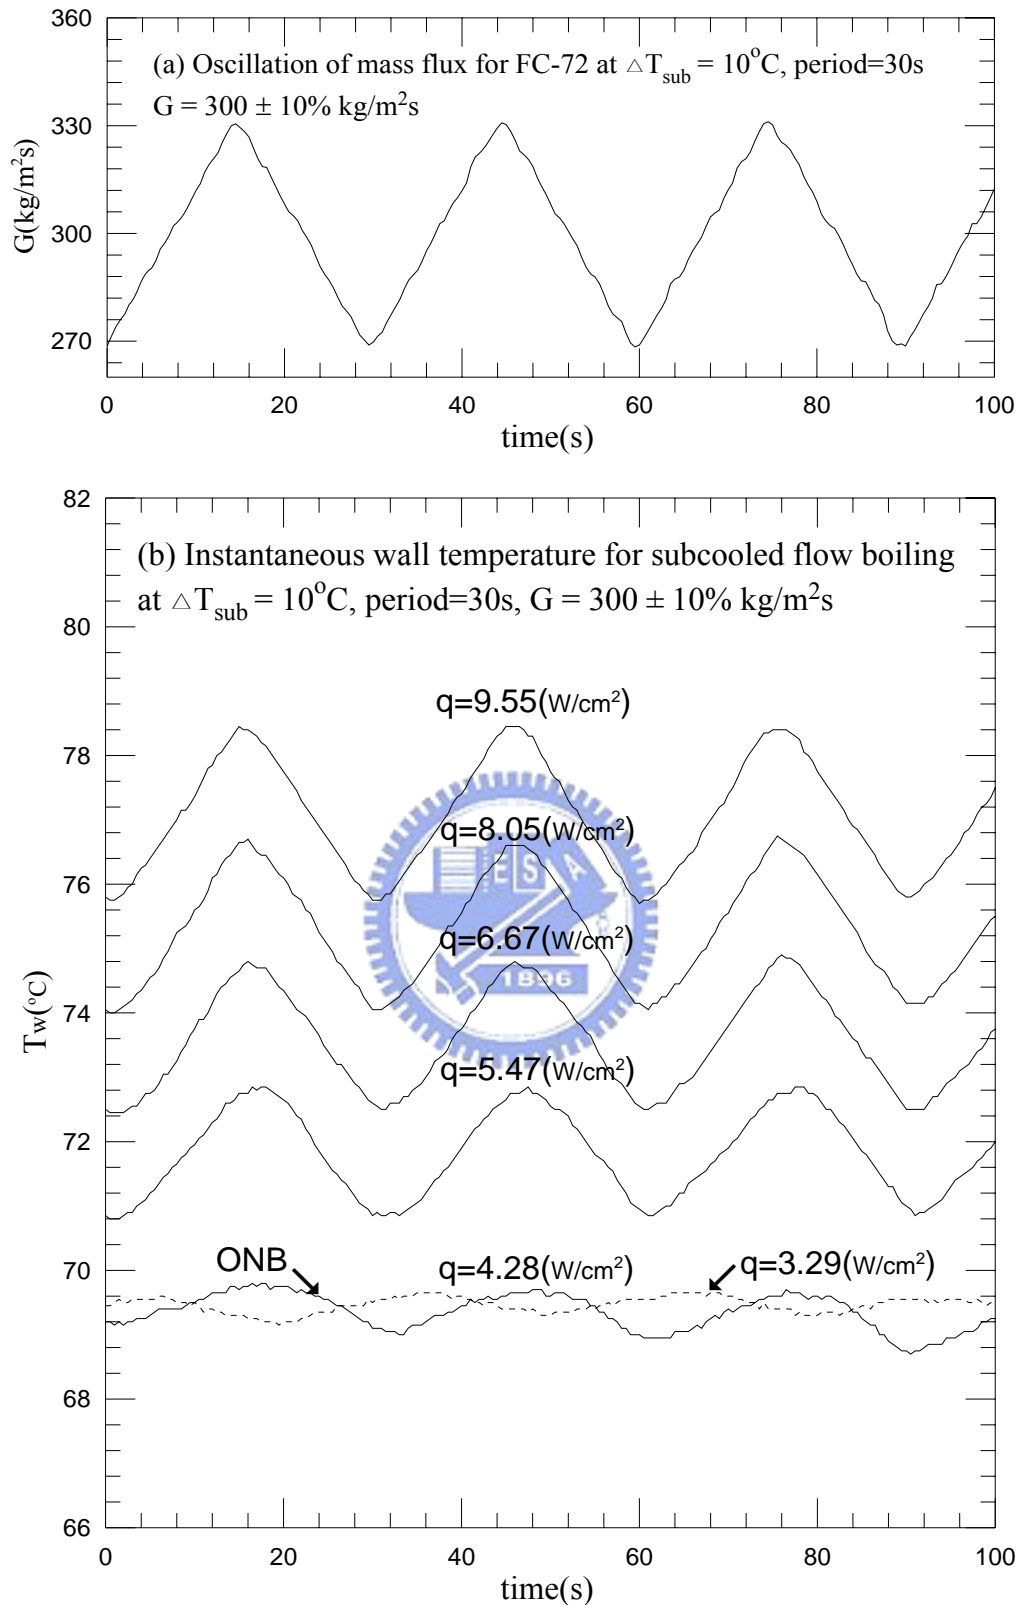 360
330
300
270
G(kg/m²s)
(a) Oscillation of mass flux for FC-72 at △T_sub = 10°C, period=30s
G = 300 ± 10% kg/m²s
0 20 40 60 80 100
time(s)
82
80
78
76
74
72
70
68
66
Tw(°C)
(b) Instantaneous wall temperature for subcooled flow boiling
at △T_sub = 10°C, period=30s, G = 300 ± 10% kg/m²s
q=9.55(W/cm²)
q=8.05(W/cm²)
E S A
q=6.67(W/cm²)
1896
q=5.47(W/cm²)
ONB
q=4.28(W/cm²)
q=3.29(W/cm²)
0 20 40 60 80 100
time(s)